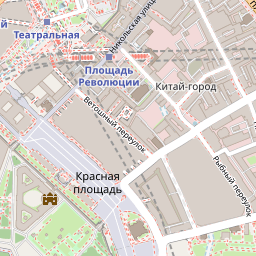 й
Театральная
Никольская улица
Площадь
Революции
Китай-город
Ветошный переулок
Рыбный переулок
Красная
площадь